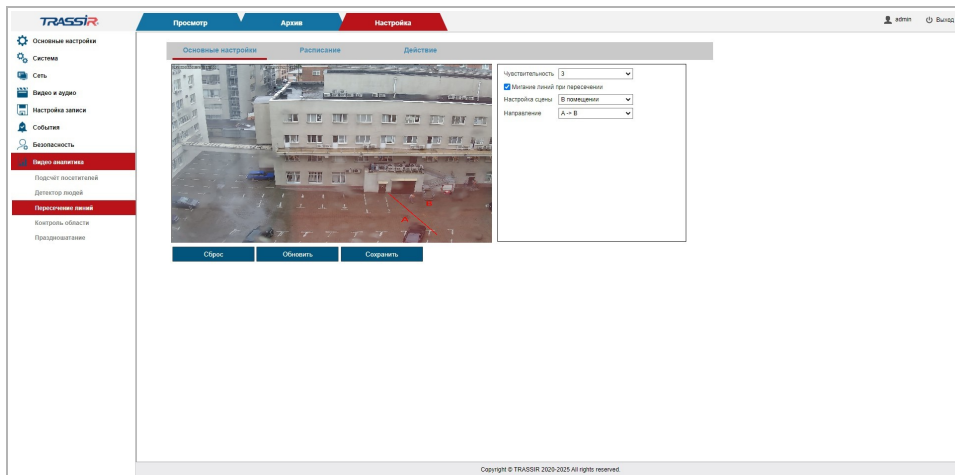 TRASSIR
Просмотр
Архив
Настройка
admin
Выход
Основные настройки
Система
Сеть
Видео и аудио
Настройка записи
События
Безопасность
Видео аналитика
Подсчёт посетителей
Детектор людей
Пересечение линий
Контроль области
Праздношатание
Основные настройки
Расписание
Действие
A
B
Чувствительность 3
Мигание линий при пересечении
Настройка сцены В помещении
Направление A -> B
Сброс
Обновить
Сохранить
Copyright © TRASSIR 2020-2025 All rights reserved.